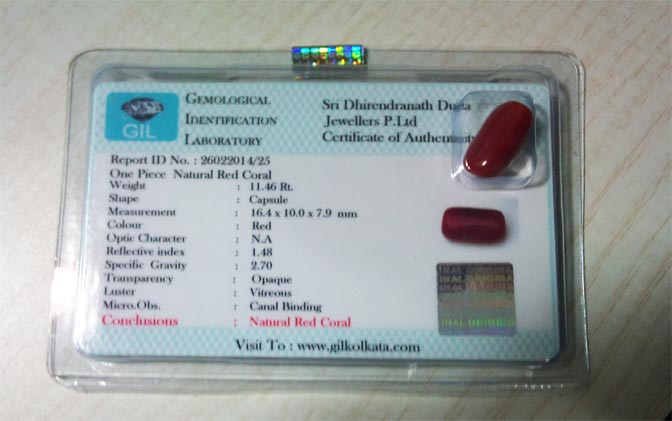 GIL
GEMOLOGICAL
IDENTIFICATION
LABORATORY
Sri Dhirendranath Dutta
Jewellers P.Ltd
Certificate of Authenticity
Report ID No. : 26022014/25
One Piece Natural Red Coral
Weight : 11.46 Rt.
Shape : Capsule
Measurement : 16.4 x 10.0 x 7.9 mm
Colour : Red
Optic Character : N.A
Reflective index : 1.48
Specific Gravity : 2.70
Transparency : Opaque
Luster : Vitreous
Micro.Obs. : Canal Binding
Conclusions : Natural Red Coral
Visit To : www.gilkolkata.com